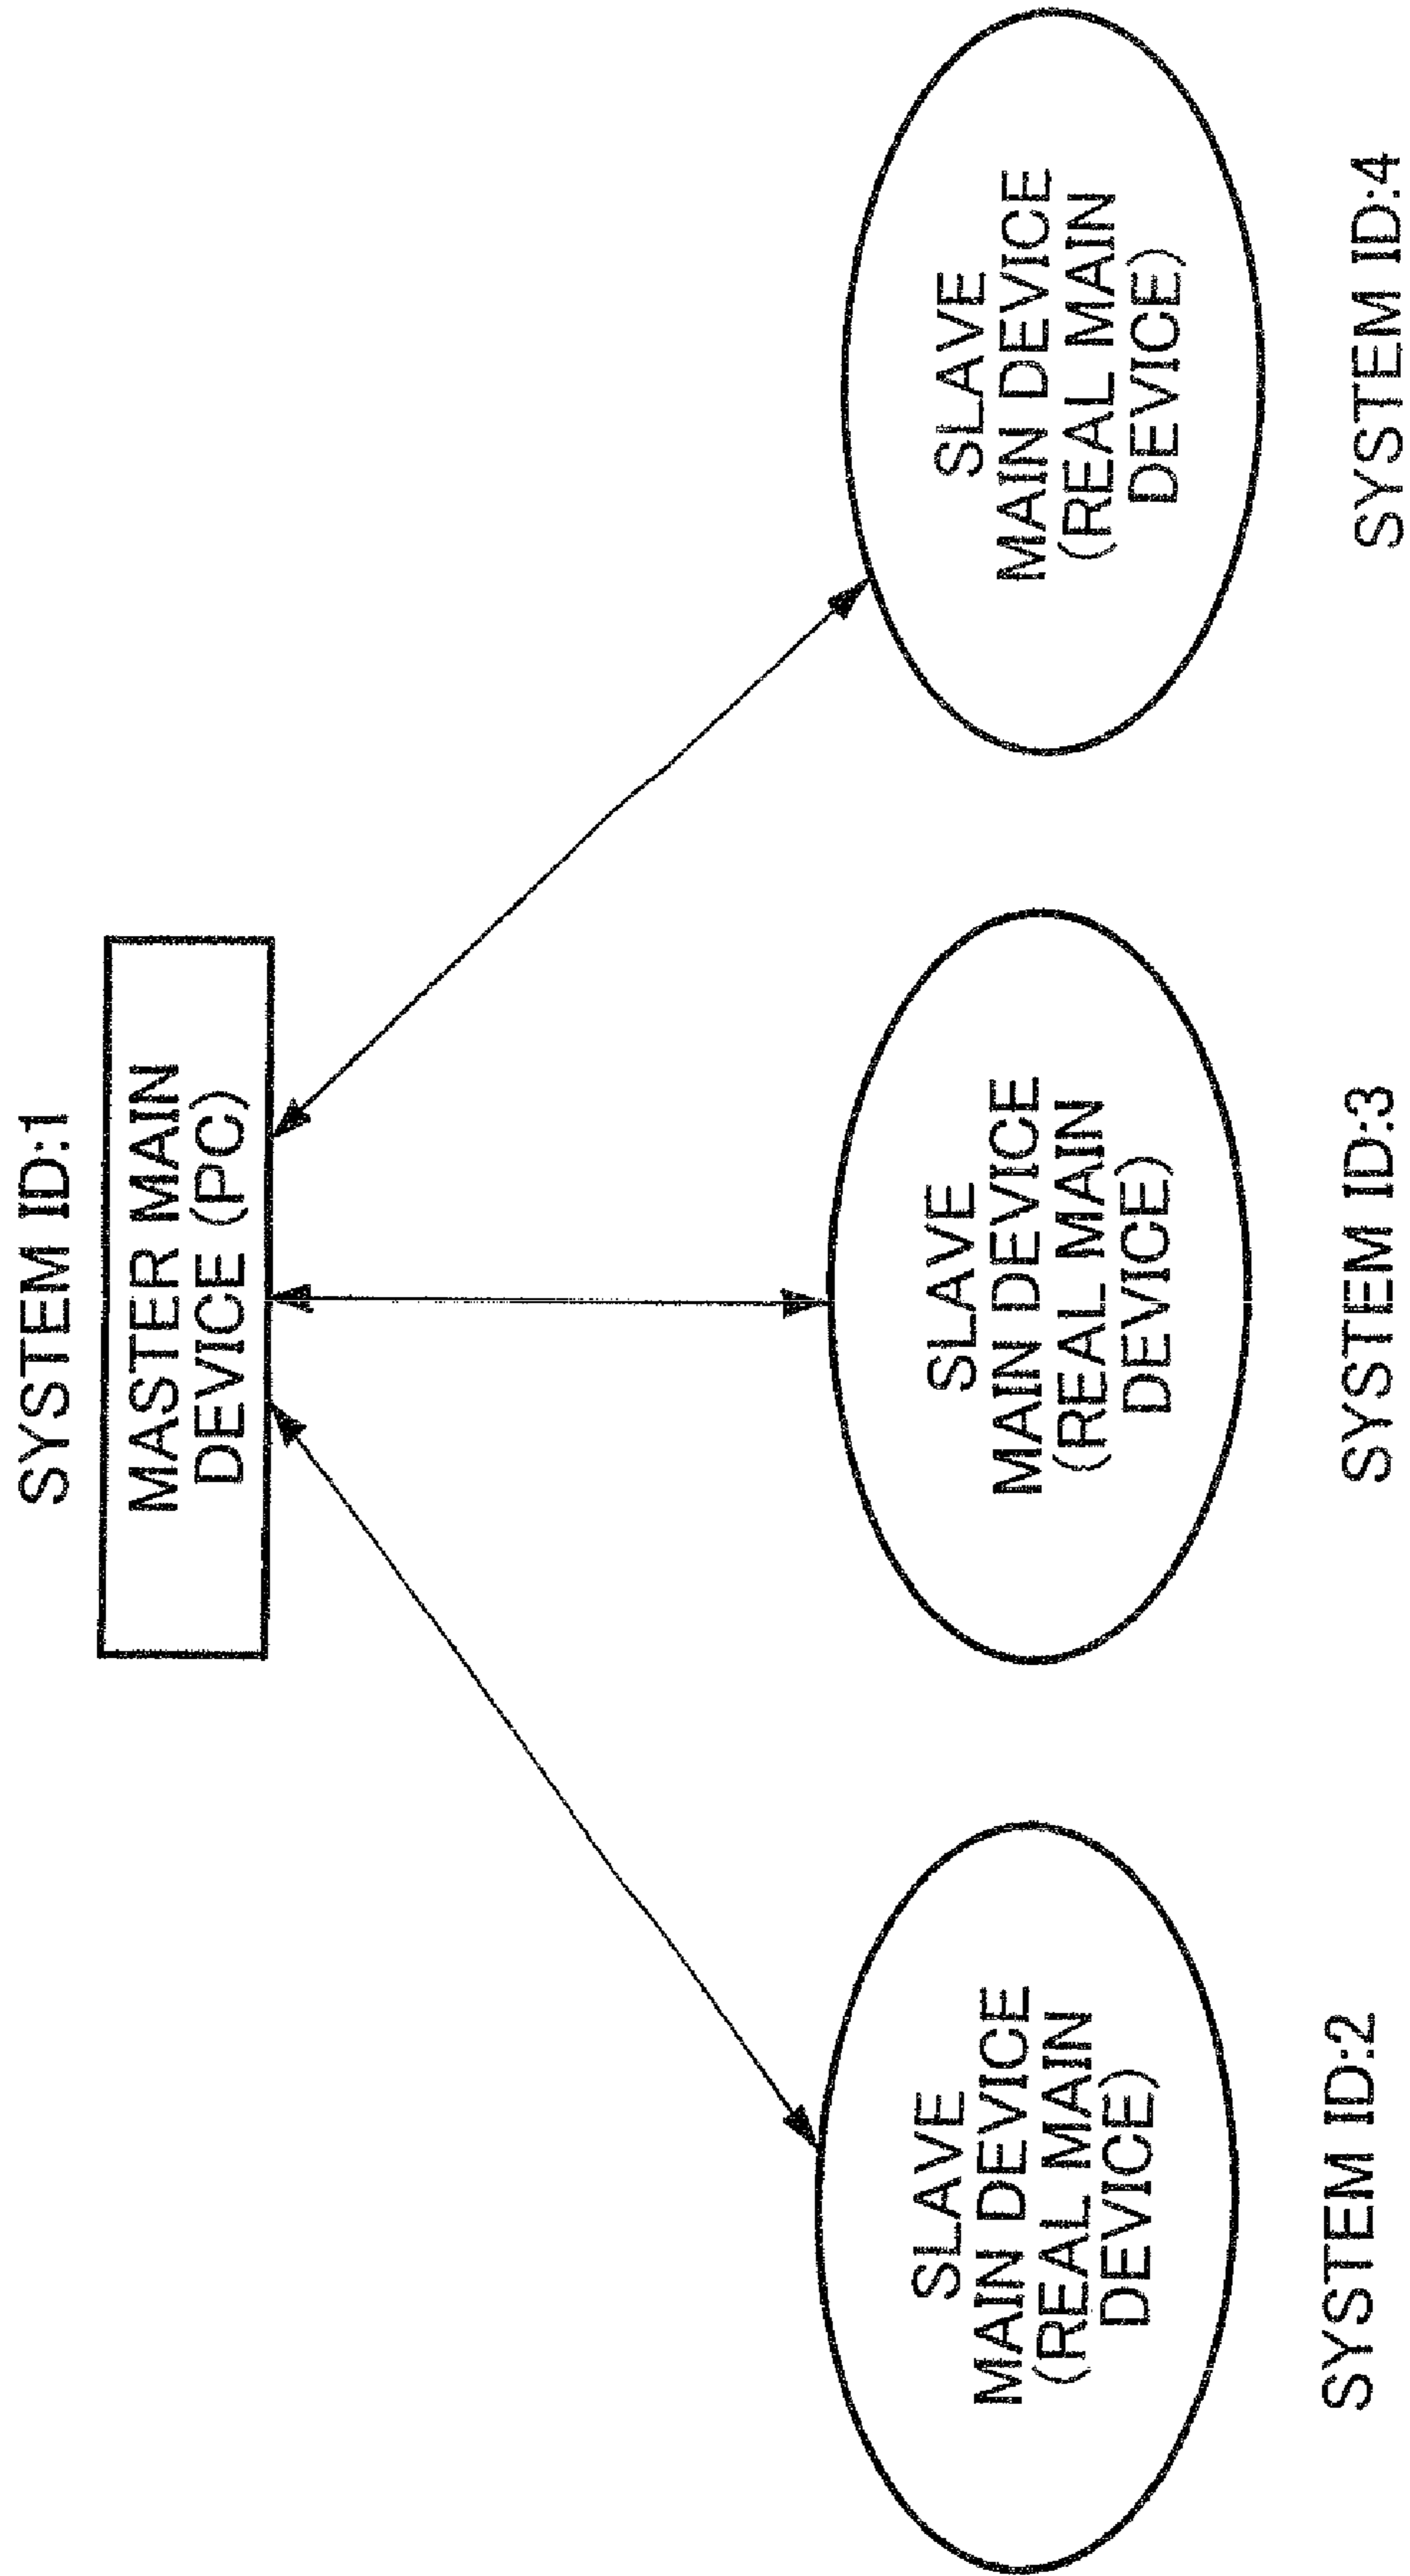 SYSTEM ID:1
MASTER MAIN
DEVICE (PC)
SLAVE
MAIN DEVICE
(REAL MAIN
DEVICE)
SYSTEM ID:2
SLAVE
MAIN DEVICE
(REAL MAIN
DEVICE)
SYSTEM ID:3
SLAVE
MAIN DEVICE
(REAL MAIN
DEVICE)
SYSTEM ID:4